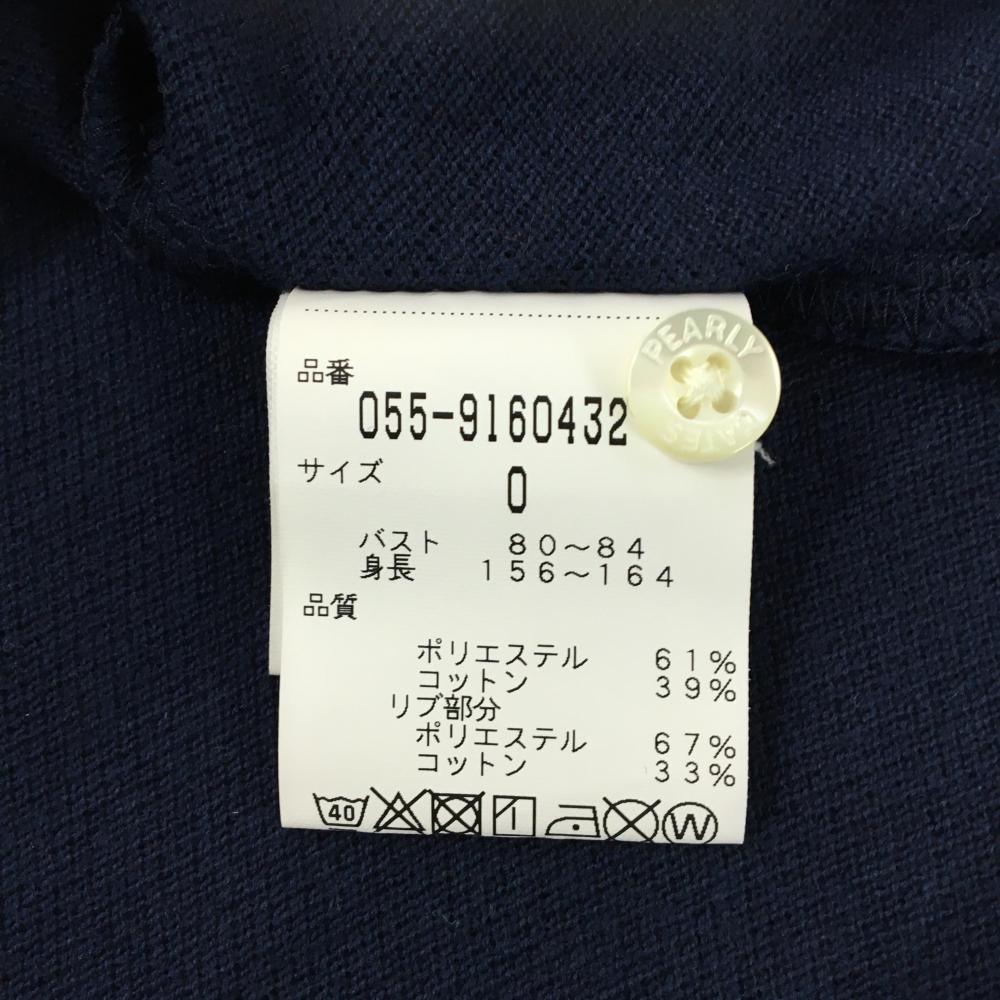 品番
055-9160432
サイズ
0
バスト 80～84
身長 156～164
品質
ポリエステル 61%
コットン 39%
リブ部分
ポリエステル 67%
コットン 33%
40
W
PEARLY
GATES